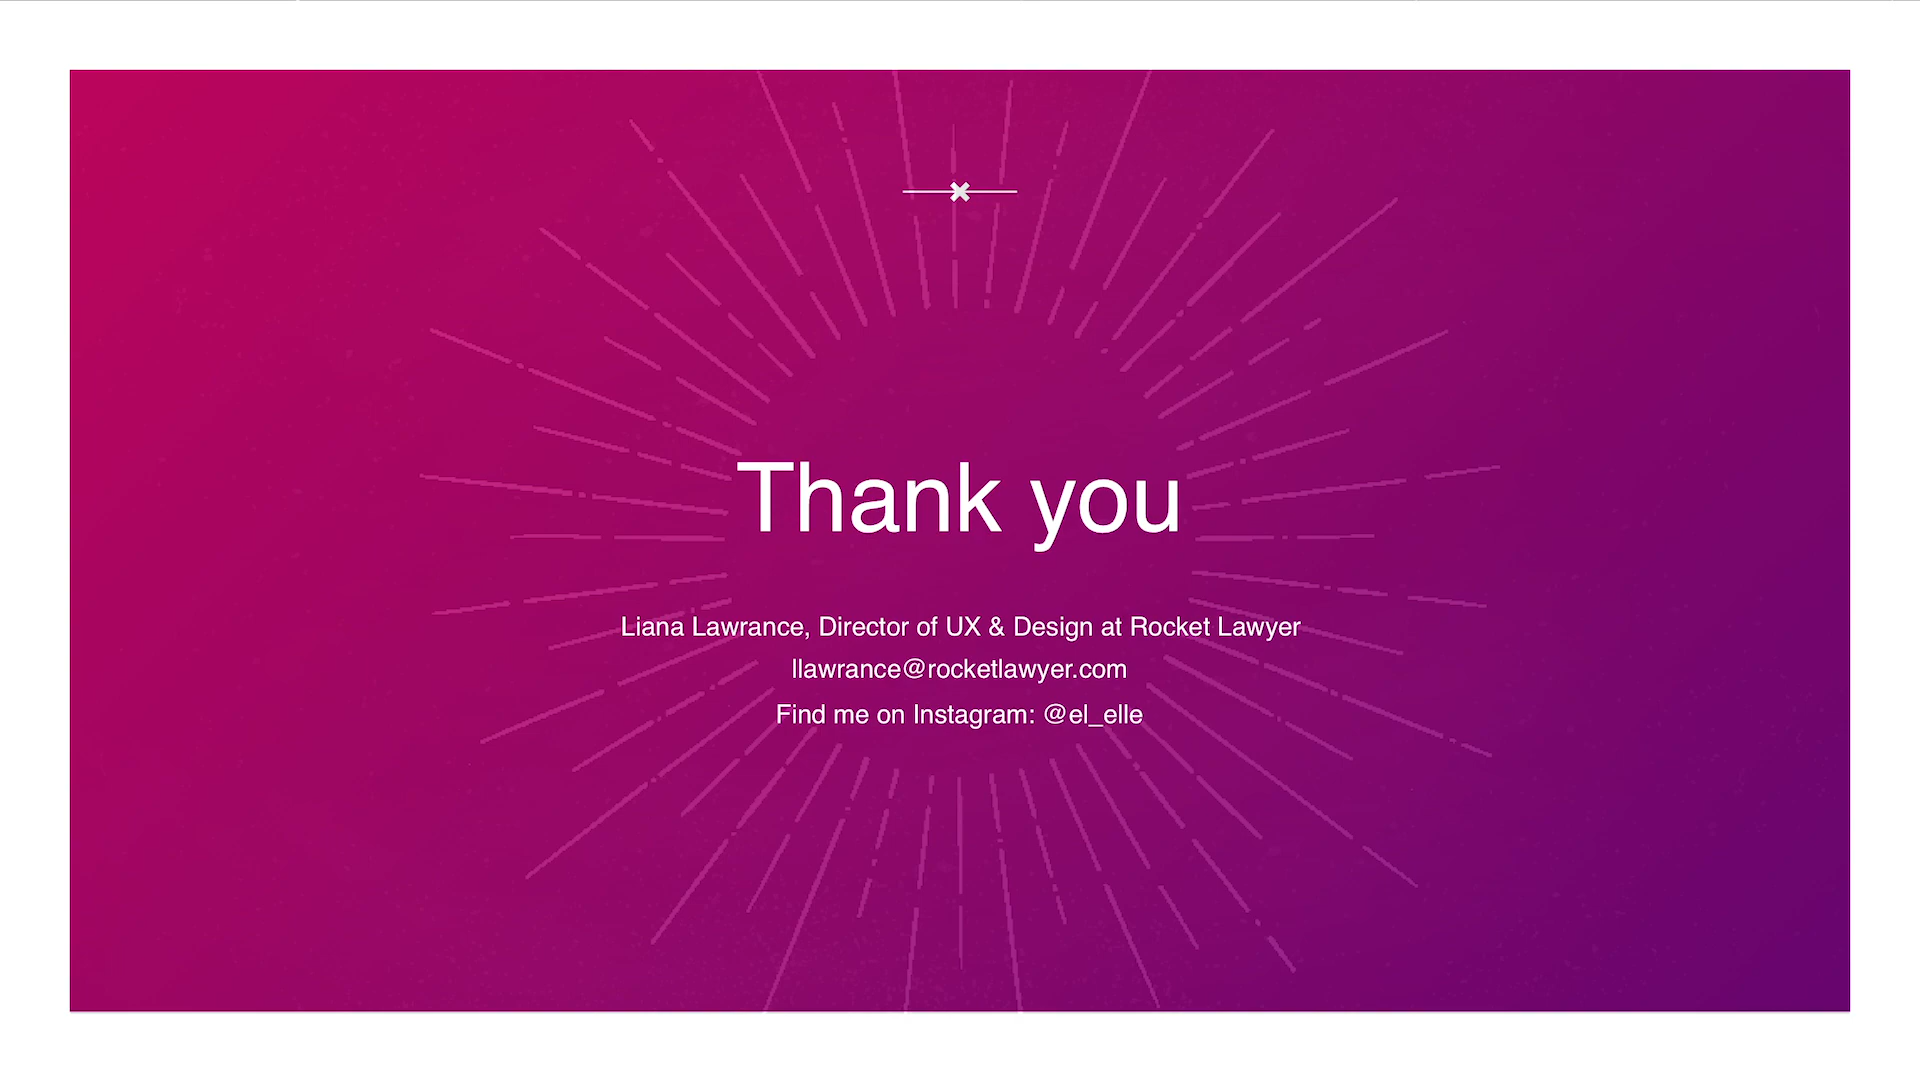 Thank you
Liana Lawrance, Director of UX & Design at Rocket Lawyer
llawrance@rocketlawyer.com
Find me on Instagram: @el_elle